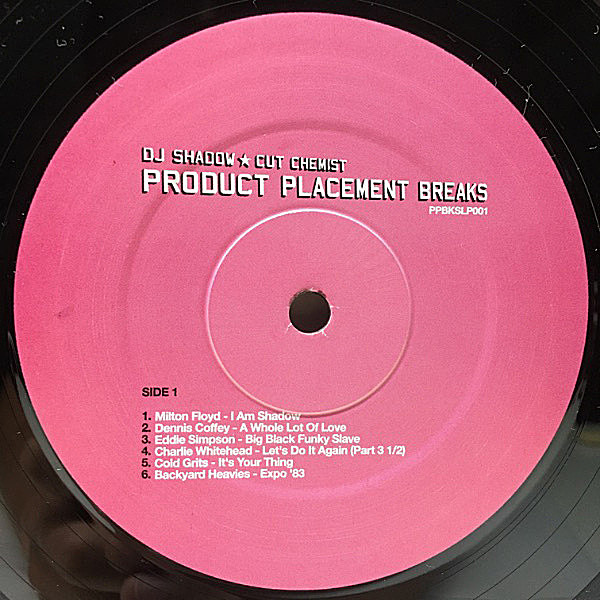 DJ SHADOW★CUT CHEMIST
PRODUCT PLACEMENT BREAKS
PPBKSLP001
SIDE 1
1. Milton Floyd - I Am Shadow
2. Dennis Coffey - A Whole Lot Of Love
3. Eddie Simpson - Big Black Funky Slave
4. Charlie Whitehead - Let's Do It Again (Part 3 1/2)
5. Cold Grits - It's Your Thing
6. Backyard Heavies - Expo '83